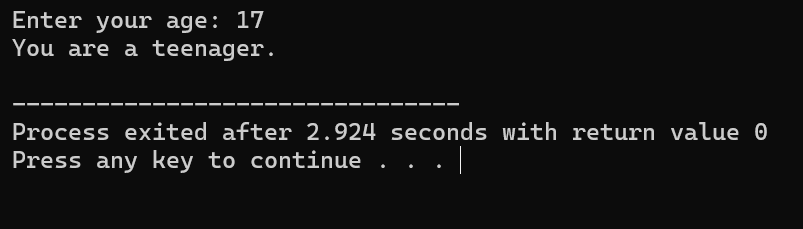 Enter your age: 17
You are a teenager.
--------------------------------
Process exited after 2.924 seconds with return value 0
Press any key to continue . . .